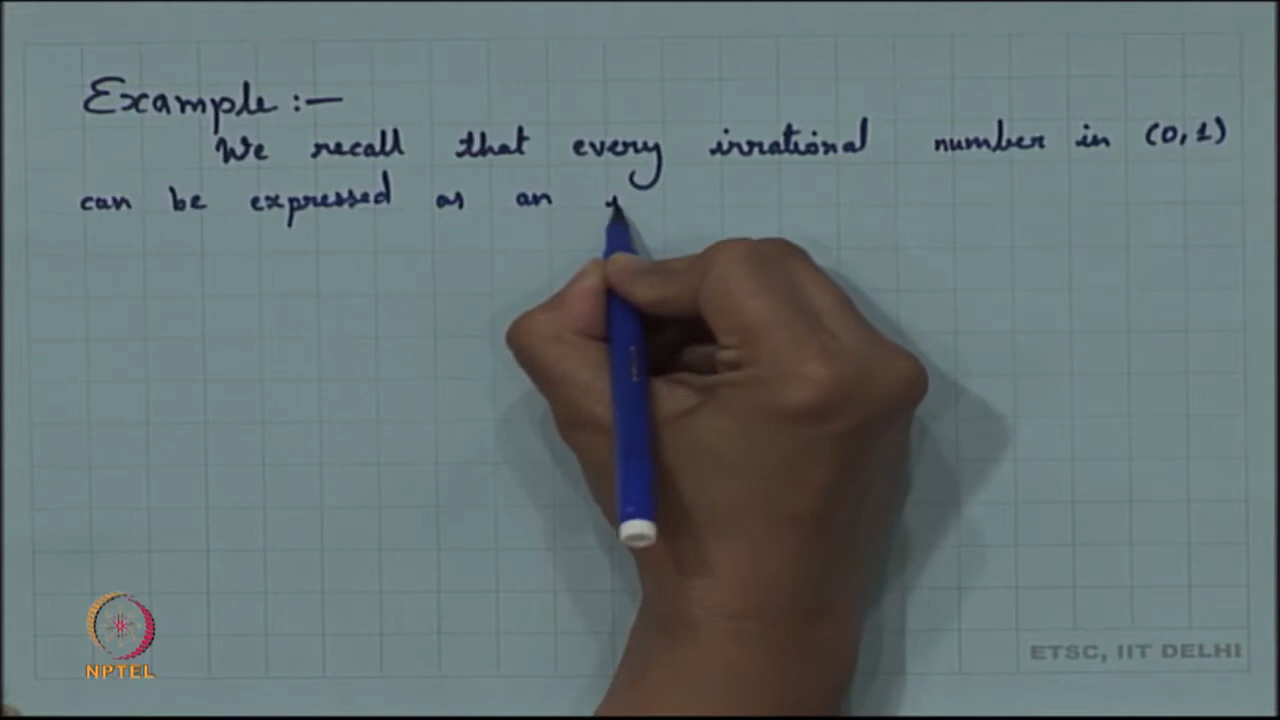 Example :—
We recall that every irrational number in (0,1)
can be expressed as an
NPTEL
ETSC, IIT DELHI